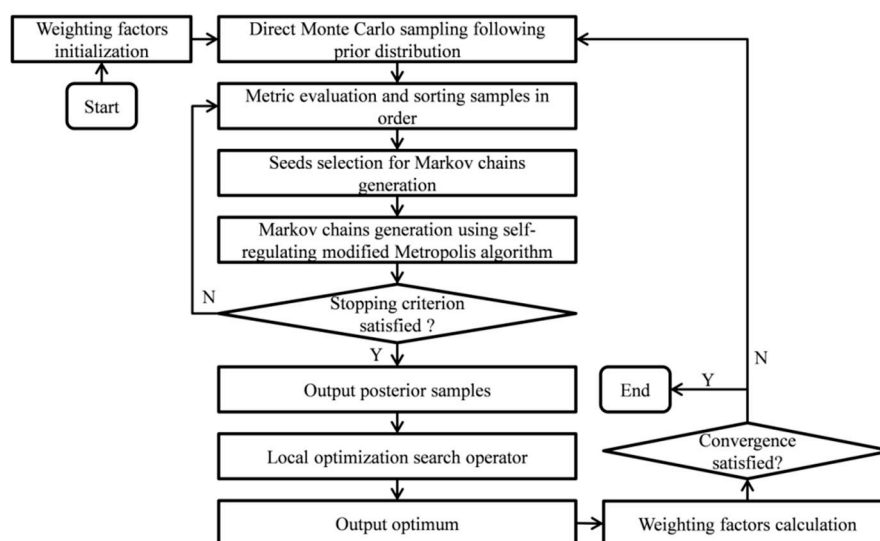 Weighting factors
initialization
Direct Monte Carlo sampling following
prior distribution
Start
Metric evaluation and sorting samples in
order
Seeds selection for Markov chains
generation
Markov chains generation using self-
regulating modified Metropolis algorithm
N
Stopping criterion
satisfied ?
Y
N
Output posterior samples
End
Y
Local optimization search operator
Convergence
satisfied?
Output optimum
Weighting factors calculation